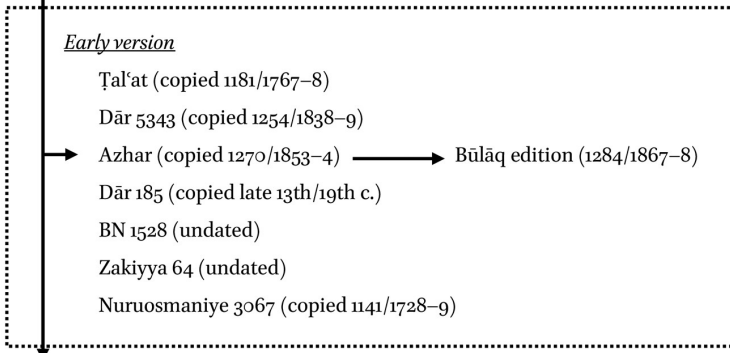 Early version
Ṭalʿat (copied 1181/1767–8)
Dār 5343 (copied 1254/1838–9)
Azhar (copied 1270/1853–4) Būlāq edition (1284/1867–8)
Dār 185 (copied late 13th/19th c.)
BN 1528 (undated)
Zakiyya 64 (undated)
Nuruosmaniye 3067 (copied 1141/1728–9)